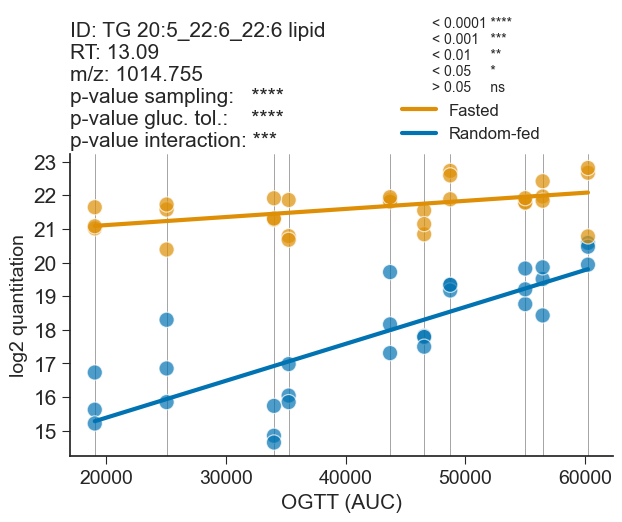 ID: TG 20:5_22:6_22:6 lipid
RT: 13.09
m/z: 1014.755
p-value sampling: ****
p-value gluc. tol.: ****
p-value interaction: ***
< 0.0001 ****
< 0.001 ***
< 0.01 **
< 0.05 *
> 0.05 ns
Fasted
Random-fed
log2 quantitation
23
22
21
20
19
18
17
16
15
20000 30000 40000 50000 60000
OGTT (AUC)